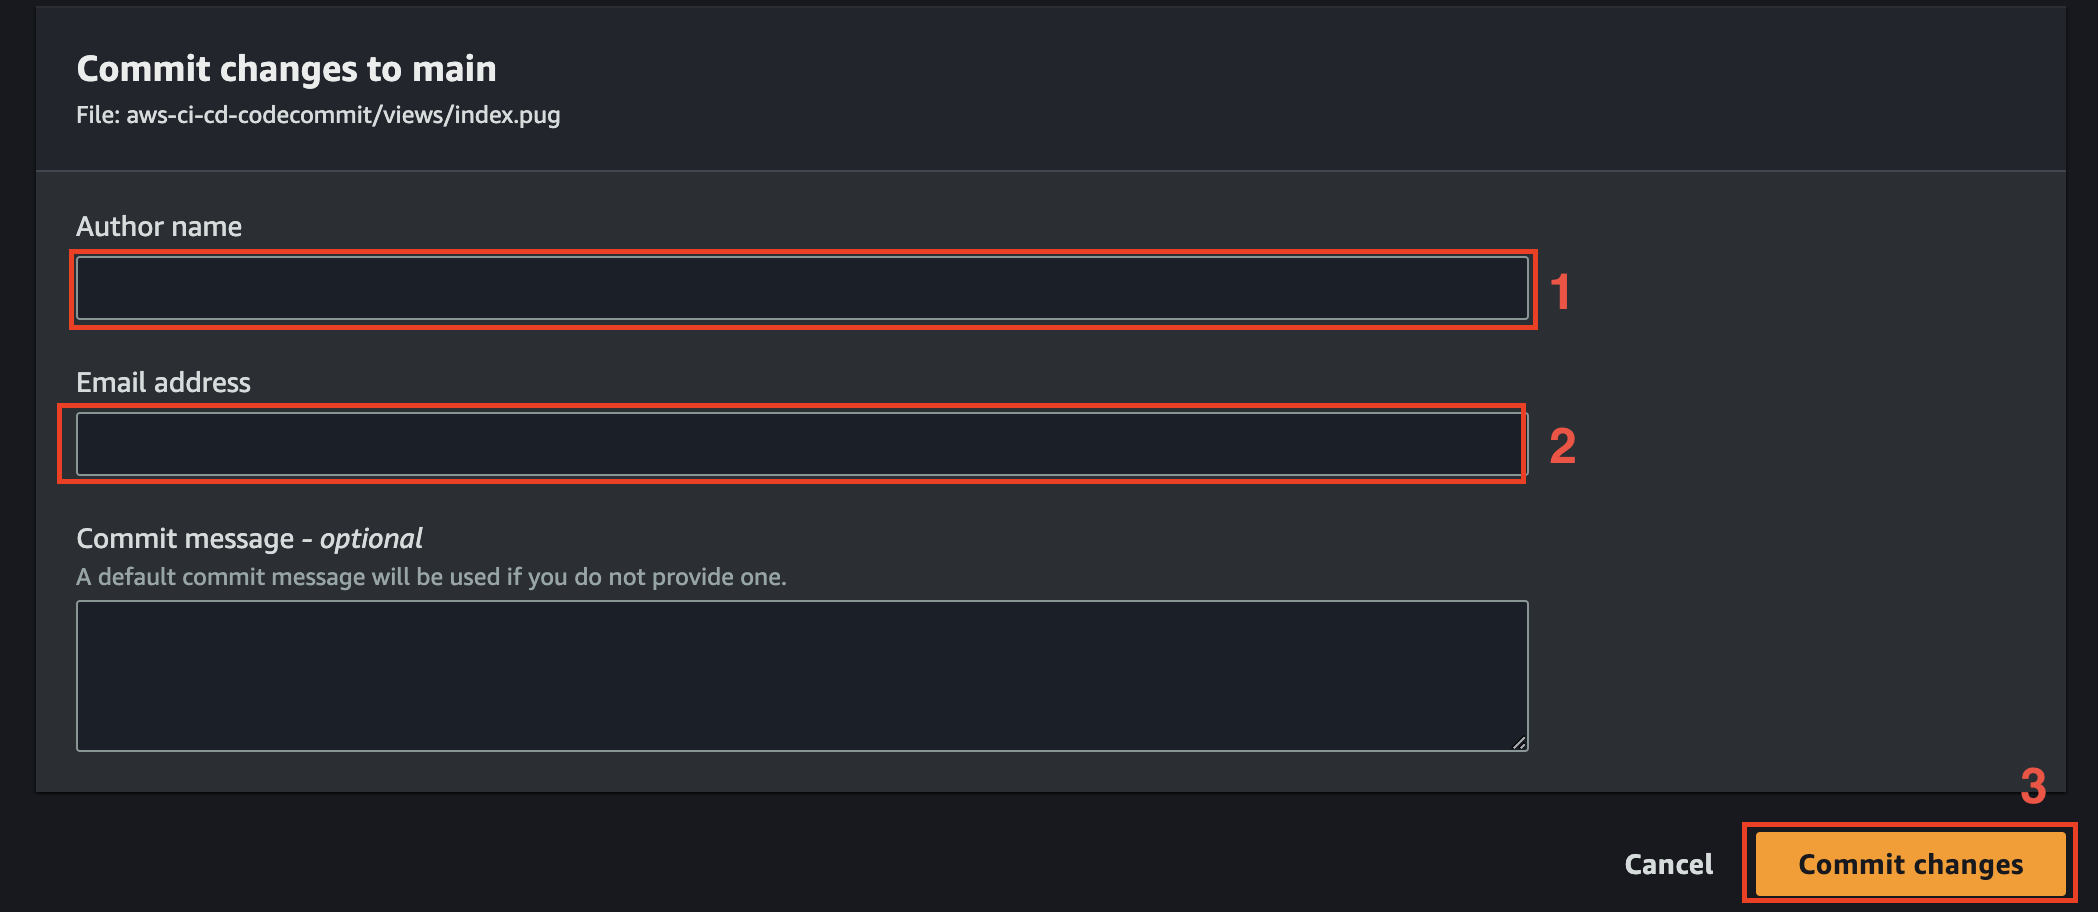 Commit changes to main
File: aws-ci-cd-codecommit/views/index.pug
Author name
1
Email address
2
Commit message - optional
A default commit message will be used if you do not provide one.
3
Cancel
Commit changes